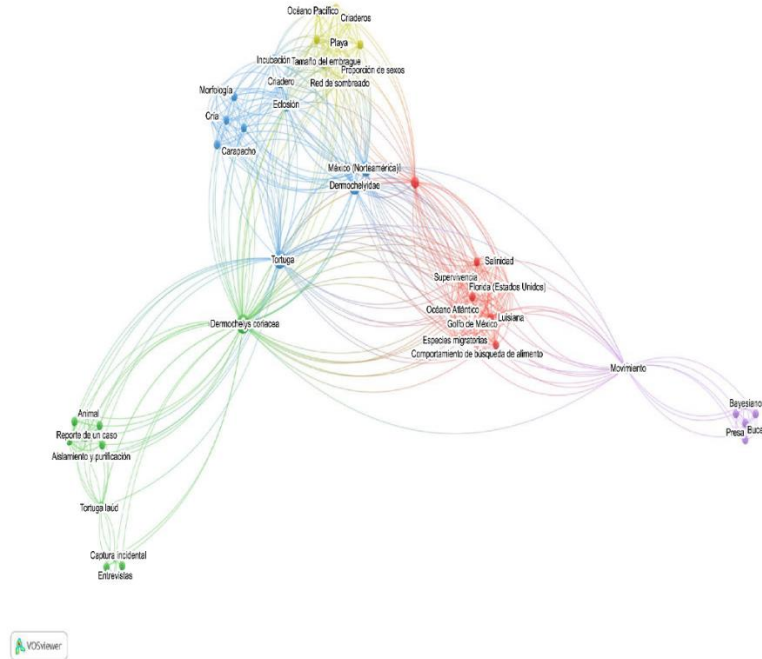 Océano Pacífico
Criaderos
Playa
Incubación
Tamaño del embrague
Proporción de sexos
Criadero
Red de sombreado
Morfología
Eclosión
Cría
Carapacho
México (Norteamérica)
Dermochelyidae
Tortuga
Salinidad
Supervivencia
Florida (Estados Unidos)
Océano Atlántico
Luisiana
Golfo de México
Dermochelys coriacea
Especies migratorias
Comportamiento de búsqueda de alimento
Movimiento
Bayesiano
Animal
Presa
Reporte de un caso
Aislamiento y purificación
Tortuga laúd
Captura incidental
Entrevistas
VOSviewer